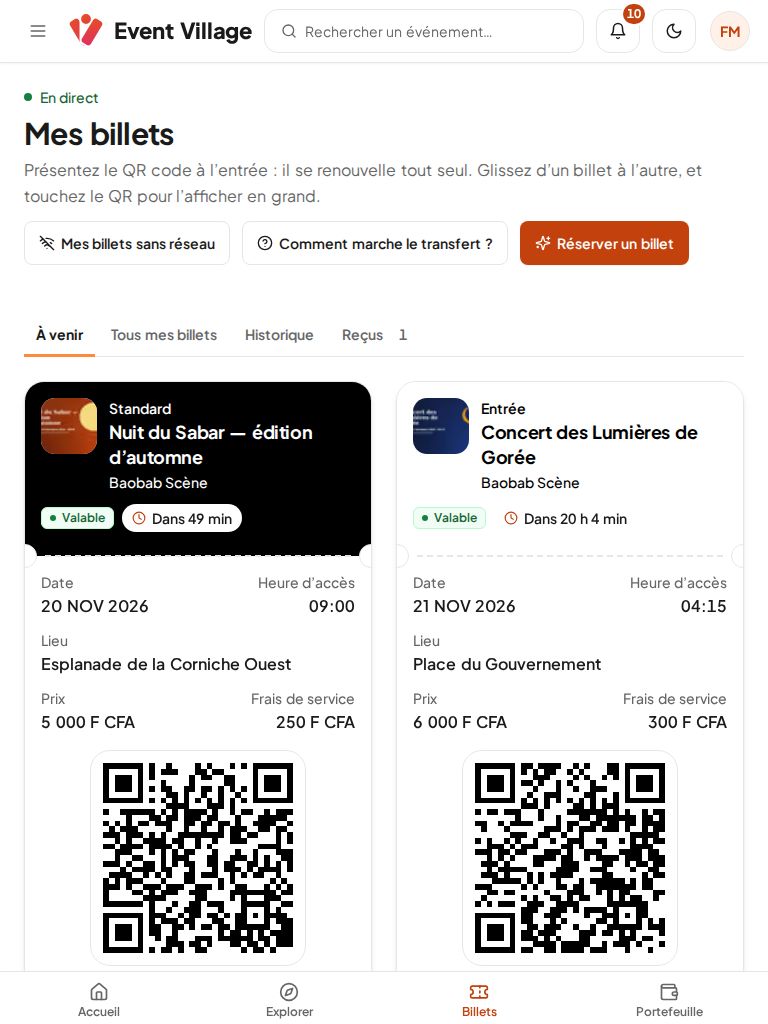 Event Village
Rechercher un événement...
10
FM
En direct
Mes billets
Présentez le QR code à l'entrée : il se renouvelle tout seul. Glissez d'un billet à l'autre, et
touchez le QR pour l'afficher en grand.
Mes billets sans réseau
Comment marche le transfert ?
Réserver un billet
À venir
Tous mes billets
Historique
Reçus 1
Standard
Nuit du Sabar — édition
d'automne
Baobab Scène
Valable
Dans 49 min
Date
Heure d'accès
20 NOV 2026
09:00
Lieu
Esplanade de la Corniche Ouest
Prix
Frais de service
5 000 F CFA
250 F CFA
Entrée
Concert des Lumières de
Gorée
Baobab Scène
Valable
Dans 20 h 4 min
Date
Heure d'accès
21 NOV 2026
04:15
Lieu
Place du Gouvernement
Prix
Frais de service
6 000 F CFA
300 F CFA
Accueil
Explorer
Billets
Portefeuille